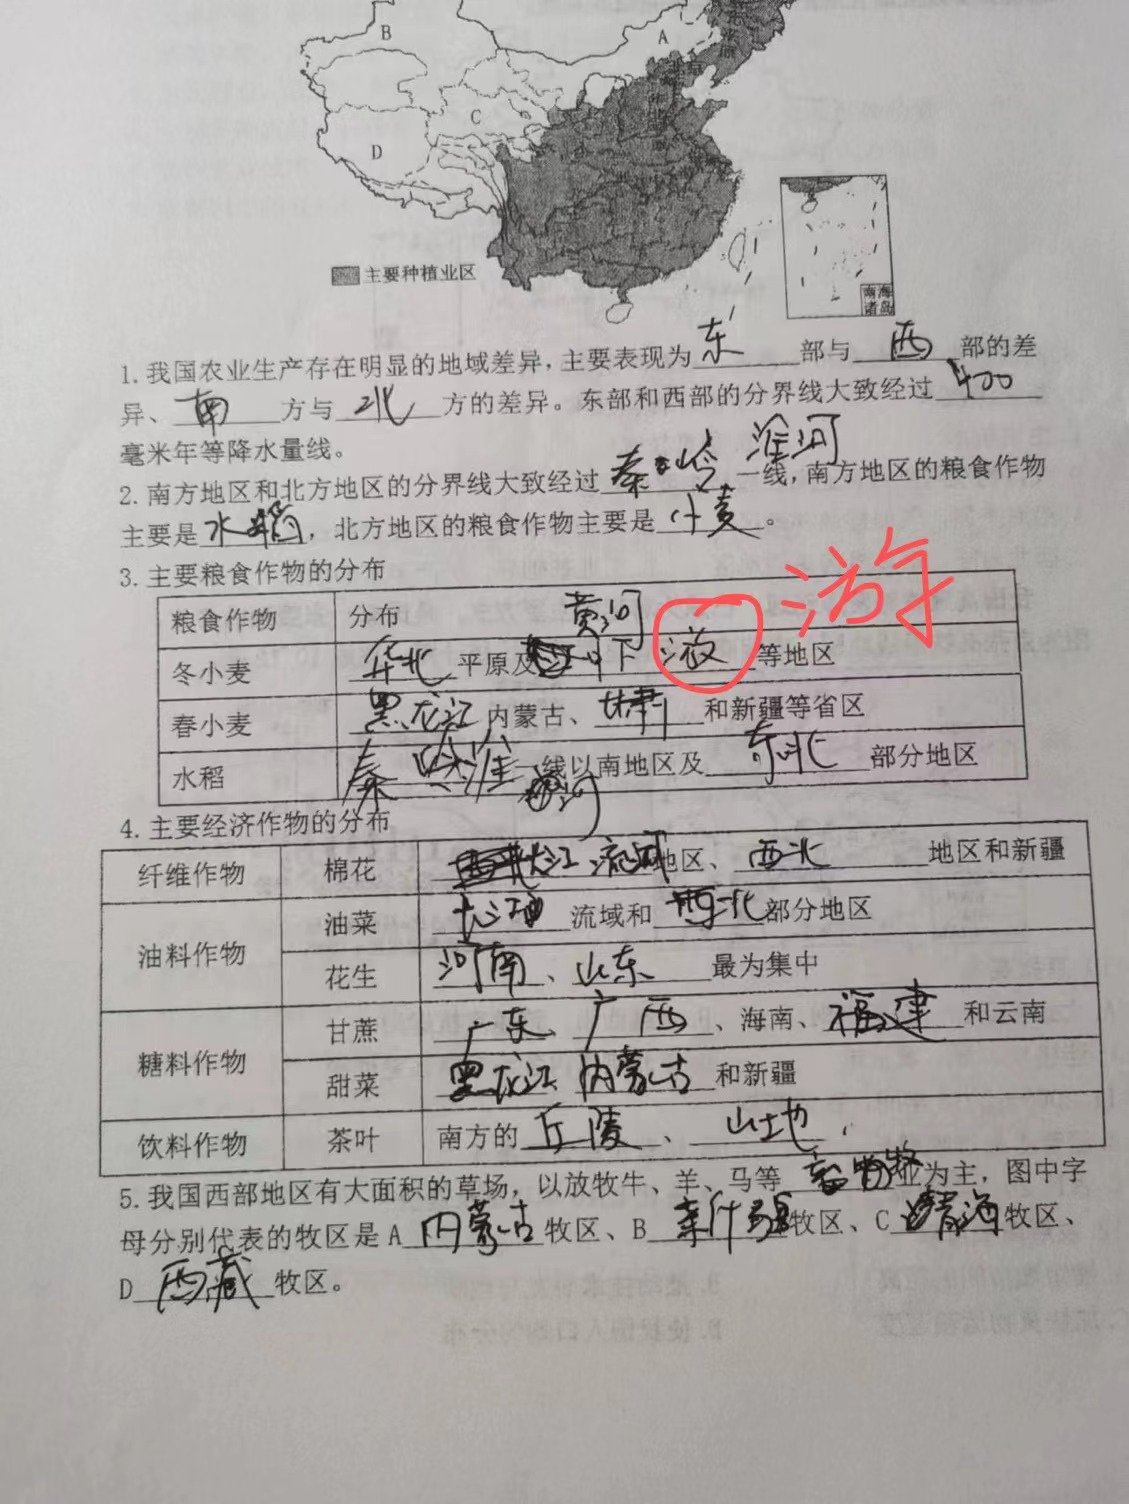 B
A
C
D
主要种植业区
南海
诸岛
1.我国农业生产存在明显的地域差异,主要表现为东部与西部的差
异、南方与北方的差异。东部和西部的分界线大致经过400
毫米年等降水量线。
2.南方地区和北方地区的分界线大致经过秦岭淮河一线,南方地区的粮食作物
主要是水稻,北方地区的粮食作物主要是小麦。
游
3.主要粮食作物的分布
粮食作物 分布
冬小麦 华北平原及黄河下液等地区
春小麦 黑龙江内蒙古、甘肃和新疆等省区
水稻 秦岭淮河一线以南地区及东北部分地区
4.主要经济作物的分布
纤维作物 棉花 长江流河地区、西北地区和新疆
油料作物 油菜 长江流域和西北部分地区
花生 河南、山东最为集中
糖料作物 甘蔗 广东、广西、海南、福建和云南
甜菜 黑龙江、内蒙古和新疆
饮料作物 茶叶 南方的丘陵、山地
5.我国西部地区有大面积的草场,以放牧牛、羊、马等畜牧业为主,图中字
母分别代表的牧区是A内蒙古牧区、B新疆牧区、C青海牧区、
D西藏牧区。